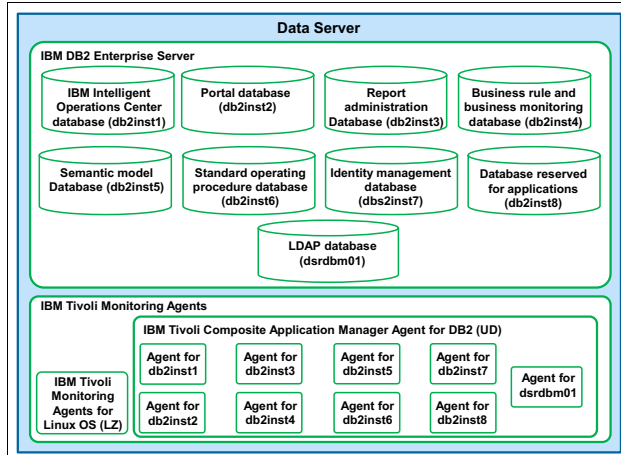 Data Server
IBM DB2 Enterprise Server
IBM Intelligent
Operations Center
database (db2inst1)
Portal database
(db2inst2)
Report
administration
Database (db2inst3)
Business rule and
business monitoring
database (db2inst4)
Semantic model
Database (db2inst5)
Standard operating
procedure database
(db2inst6)
Identity management
database
(dbs2inst7)
Database reserved
for applications
(db2inst8)
LDAP database
(dsrdbm01)
IBM Tivoli Monitoring Agents
IBM Tivoli Composite Application Manager Agent for DB2 (UD)
IBM Tivoli
Monitoring
Agents for
Linux OS (LZ)
Agent for
db2inst1
Agent for
db2inst3
Agent for
db2inst5
Agent for
db2inst7
Agent for
dsrdbm01
Agent for
db2inst2
Agent for
db2inst4
Agent for
db2inst6
Agent for
db2inst8